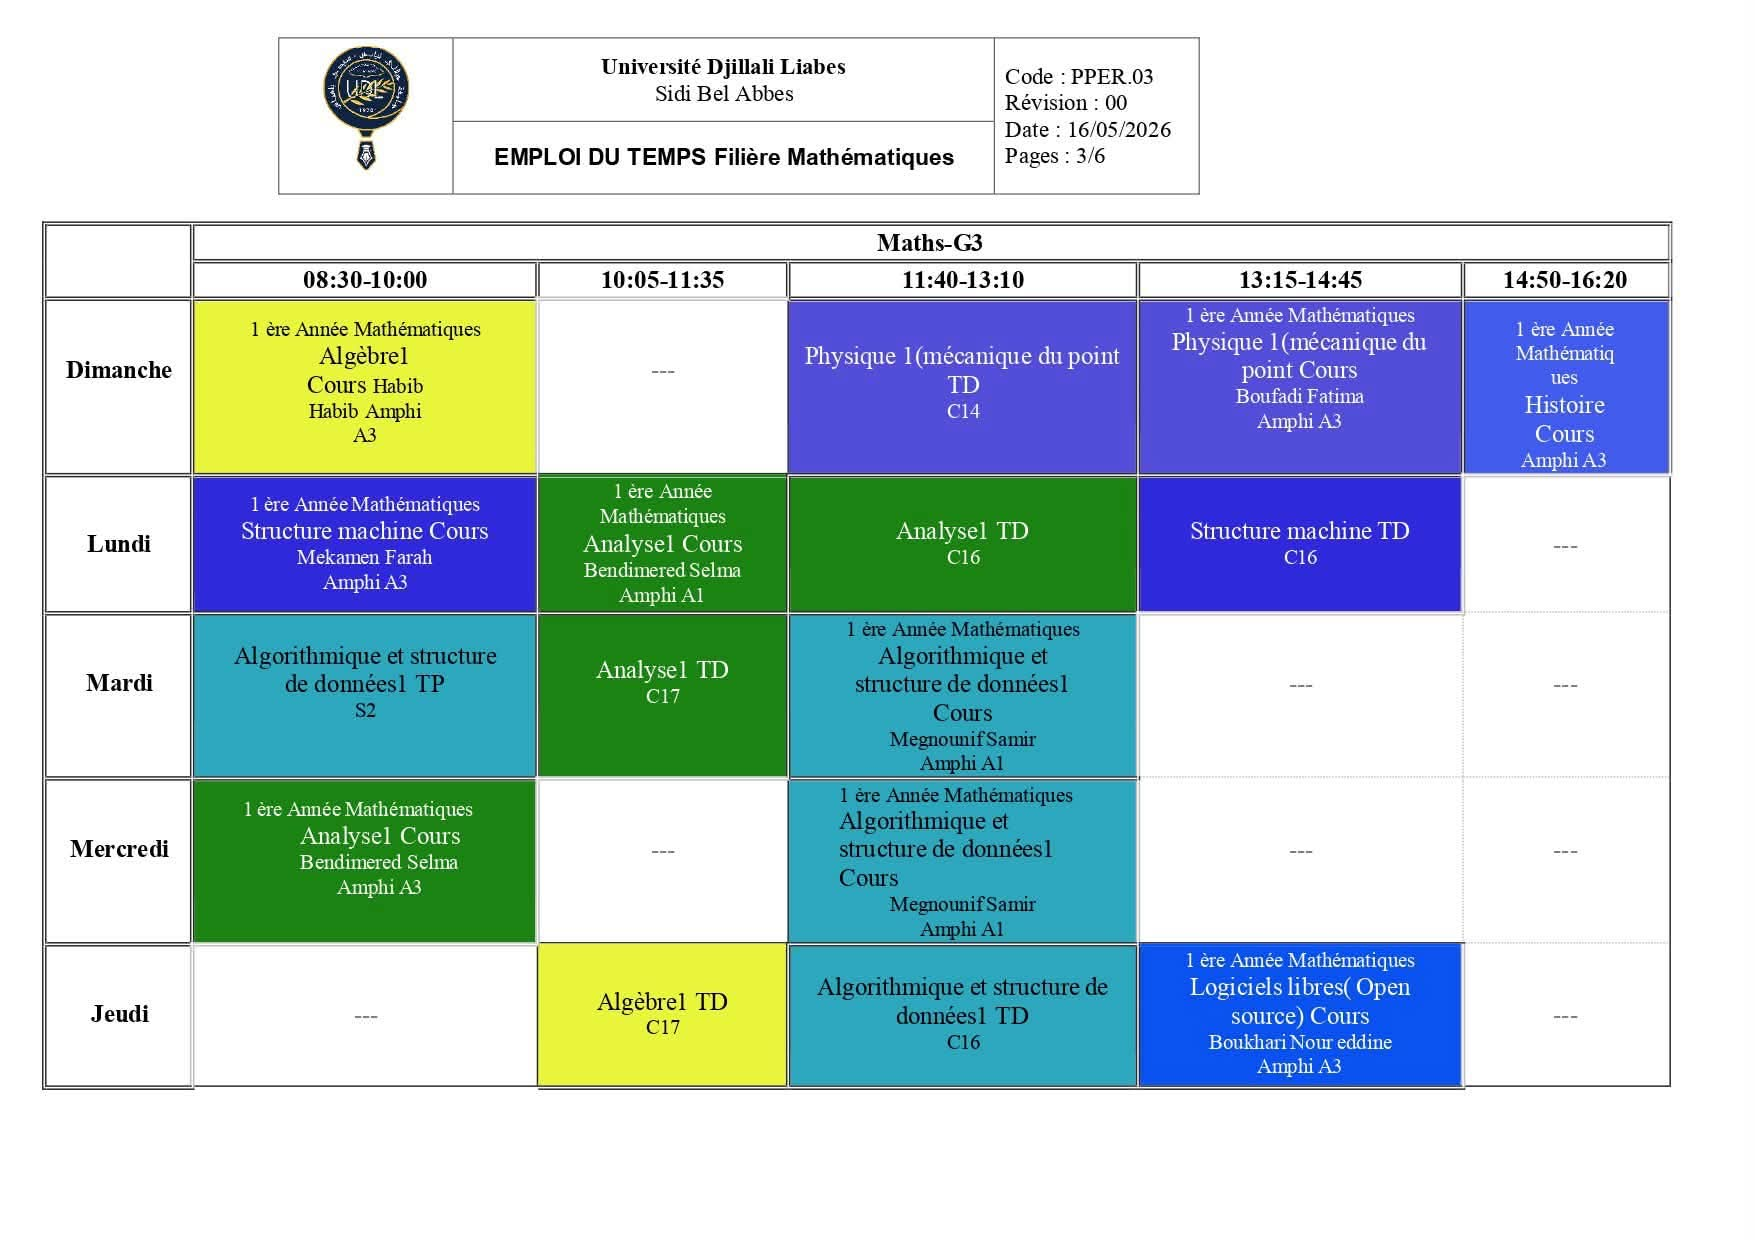 Université Djillali Liabes
Sidi Bel Abbes
EMPLOI DU TEMPS Filière Mathématiques
Code : PPER.03
Révision : 00
Date : 16/05/2026
Pages : 3/6
UDL
Maths-G3
08:30-10:00
10:05-11:35
11:40-13:10
13:15-14:45
14:50-16:20
Dimanche
1 ère Année Mathématiques
Algèbre1
Cours Habib
Habib Amphi
A3
---
Physique 1(mécanique du point
TD
C14
1 ère Année Mathématiques
Physique 1(mécanique du
point Cours
Boufadi Fatima
Amphi A3
1 ère Année
Mathématiq
ues
Histoire
Cours
Amphi A3
Lundi
1 ère Année Mathématiques
Structure machine Cours
Mekamen Farah
Amphi A3
1 ère Année
Mathématiques
Analyse1 Cours
Bendimered Selma
Amphi A1
Analyse1 TD
C16
Structure machine TD
C16
---
Mardi
Algorithmique et structure
de données1 TP
S2
Analyse1 TD
C17
1 ère Année Mathématiques
Algorithmique et
structure de données1
Cours
Megnounif Samir
Amphi A1
---
---
Mercredi
1 ère Année Mathématiques
Analyse1 Cours
Bendimered Selma
Amphi A3
---
1 ère Année Mathématiques
Algorithmique et
structure de données1
Cours
Megnounif Samir
Amphi A1
---
---
Jeudi
---
Algèbre1 TD
C17
Algorithmique et structure de
données1 TD
C16
1 ère Année Mathématiques
Logiciels libres( Open
source) Cours
Boukhari Nour eddine
Amphi A3
---